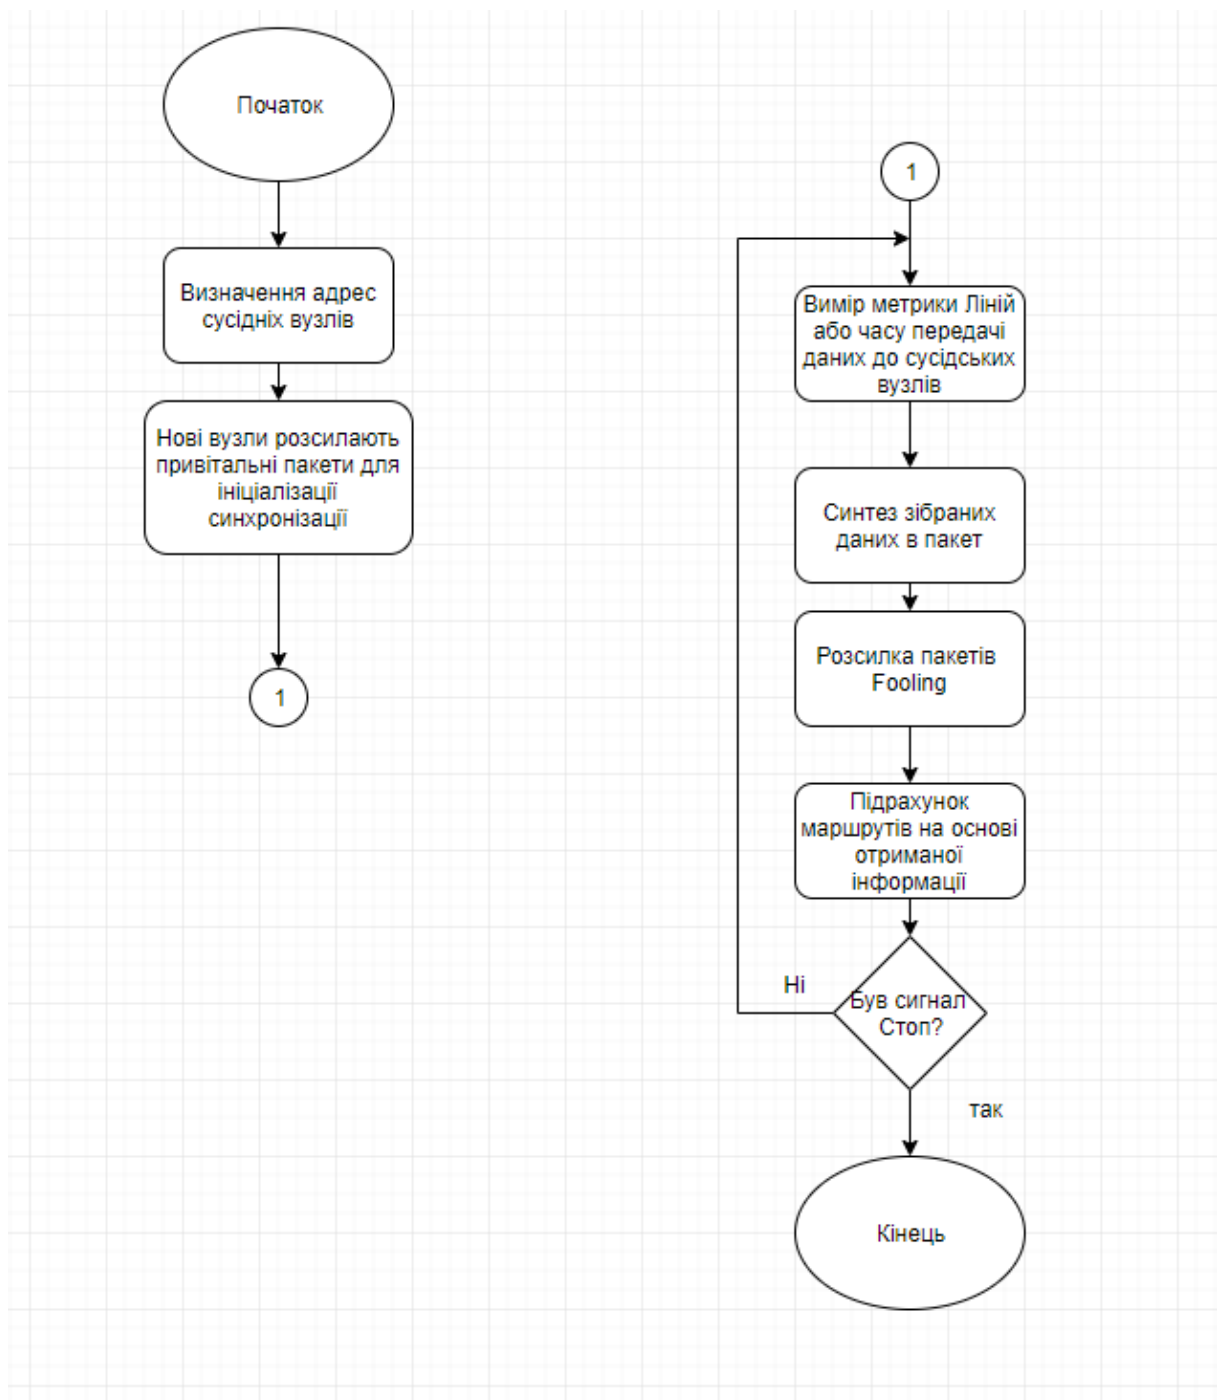 Початок
Визначення адрес
сусідніх вузлів
Нові вузли розсилають
привітальні пакети для
ініціалізації
синхронізації
1
1
Вимір метрики Ліній
або часу передачі
даних до сусідських
вузлів
Синтез зібраних
даних в пакет
Розсилка пакетів
Fooling
Підрахунок
маршрутів на основі
отриманої
інформації
Був сигнал
Стоп?
Ні
так
Кінець